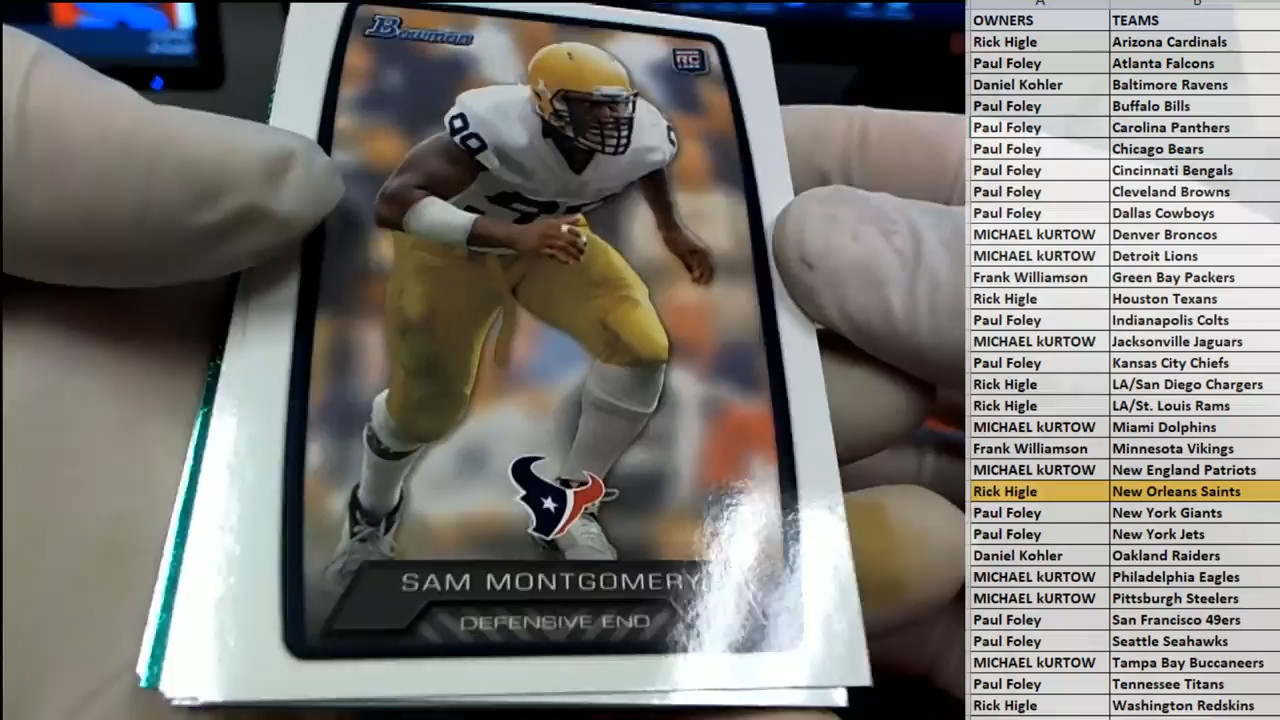 Bowman
RC
99
SAM MONTGOMERY
DEFENSIVE END
A
B
OWNERS TEAMS
Rick Higle Arizona Cardinals
Paul Foley Atlanta Falcons
Daniel Kohler Baltimore Ravens
Paul Foley Buffalo Bills
Paul Foley Carolina Panthers
Paul Foley Chicago Bears
Paul Foley Cincinnati Bengals
Paul Foley Cleveland Browns
Paul Foley Dallas Cowboys
MICHAEL kURTOW Denver Broncos
MICHAEL kURTOW Detroit Lions
Frank Williamson Green Bay Packers
Rick Higle Houston Texans
Paul Foley Indianapolis Colts
MICHAEL kURTOW Jacksonville Jaguars
Paul Foley Kansas City Chiefs
Rick Higle LA/San Diego Chargers
Rick Higle LA/St. Louis Rams
MICHAEL kURTOW Miami Dolphins
Frank Williamson Minnesota Vikings
MICHAEL kURTOW New England Patriots
Rick Higle New Orleans Saints
Paul Foley New York Giants
Paul Foley New York Jets
Daniel Kohler Oakland Raiders
MICHAEL kURTOW Philadelphia Eagles
MICHAEL kURTOW Pittsburgh Steelers
Paul Foley San Francisco 49ers
Paul Foley Seattle Seahawks
MICHAEL kURTOW Tampa Bay Buccaneers
Paul Foley Tennessee Titans
Rick Higle Washington Redskins